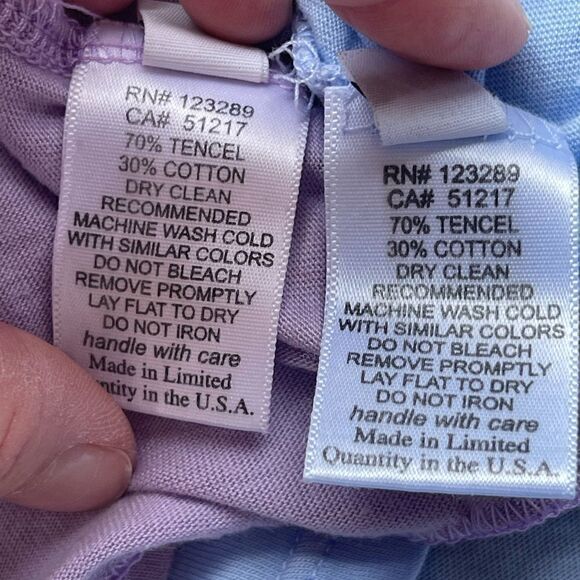 RN# 123289
CA# 51217
70% TENCEL
30% COTTON
DRY CLEAN
RECOMMENDED
MACHINE WASH COLD
WITH SIMILAR COLORS
DO NOT BLEACH
REMOVE PROMPTLY
LAY FLAT TO DRY
DO NOT IRON
handle with care
Made in Limited
ntity in the U.S.A.
RN# 123289
CA# 51217
70% TENCEL
30% COTTON
DRY CLEAN
RECOMMENDED
MACHINE WASH COLD
WITH SIMILAR COLORS
DO NOT BLEACH
REMOVE PROMPTLY
LAY FLAT TO DRY
DO NOT IRON
handle with care
Made in Limited
Quantity in the U.S.A.